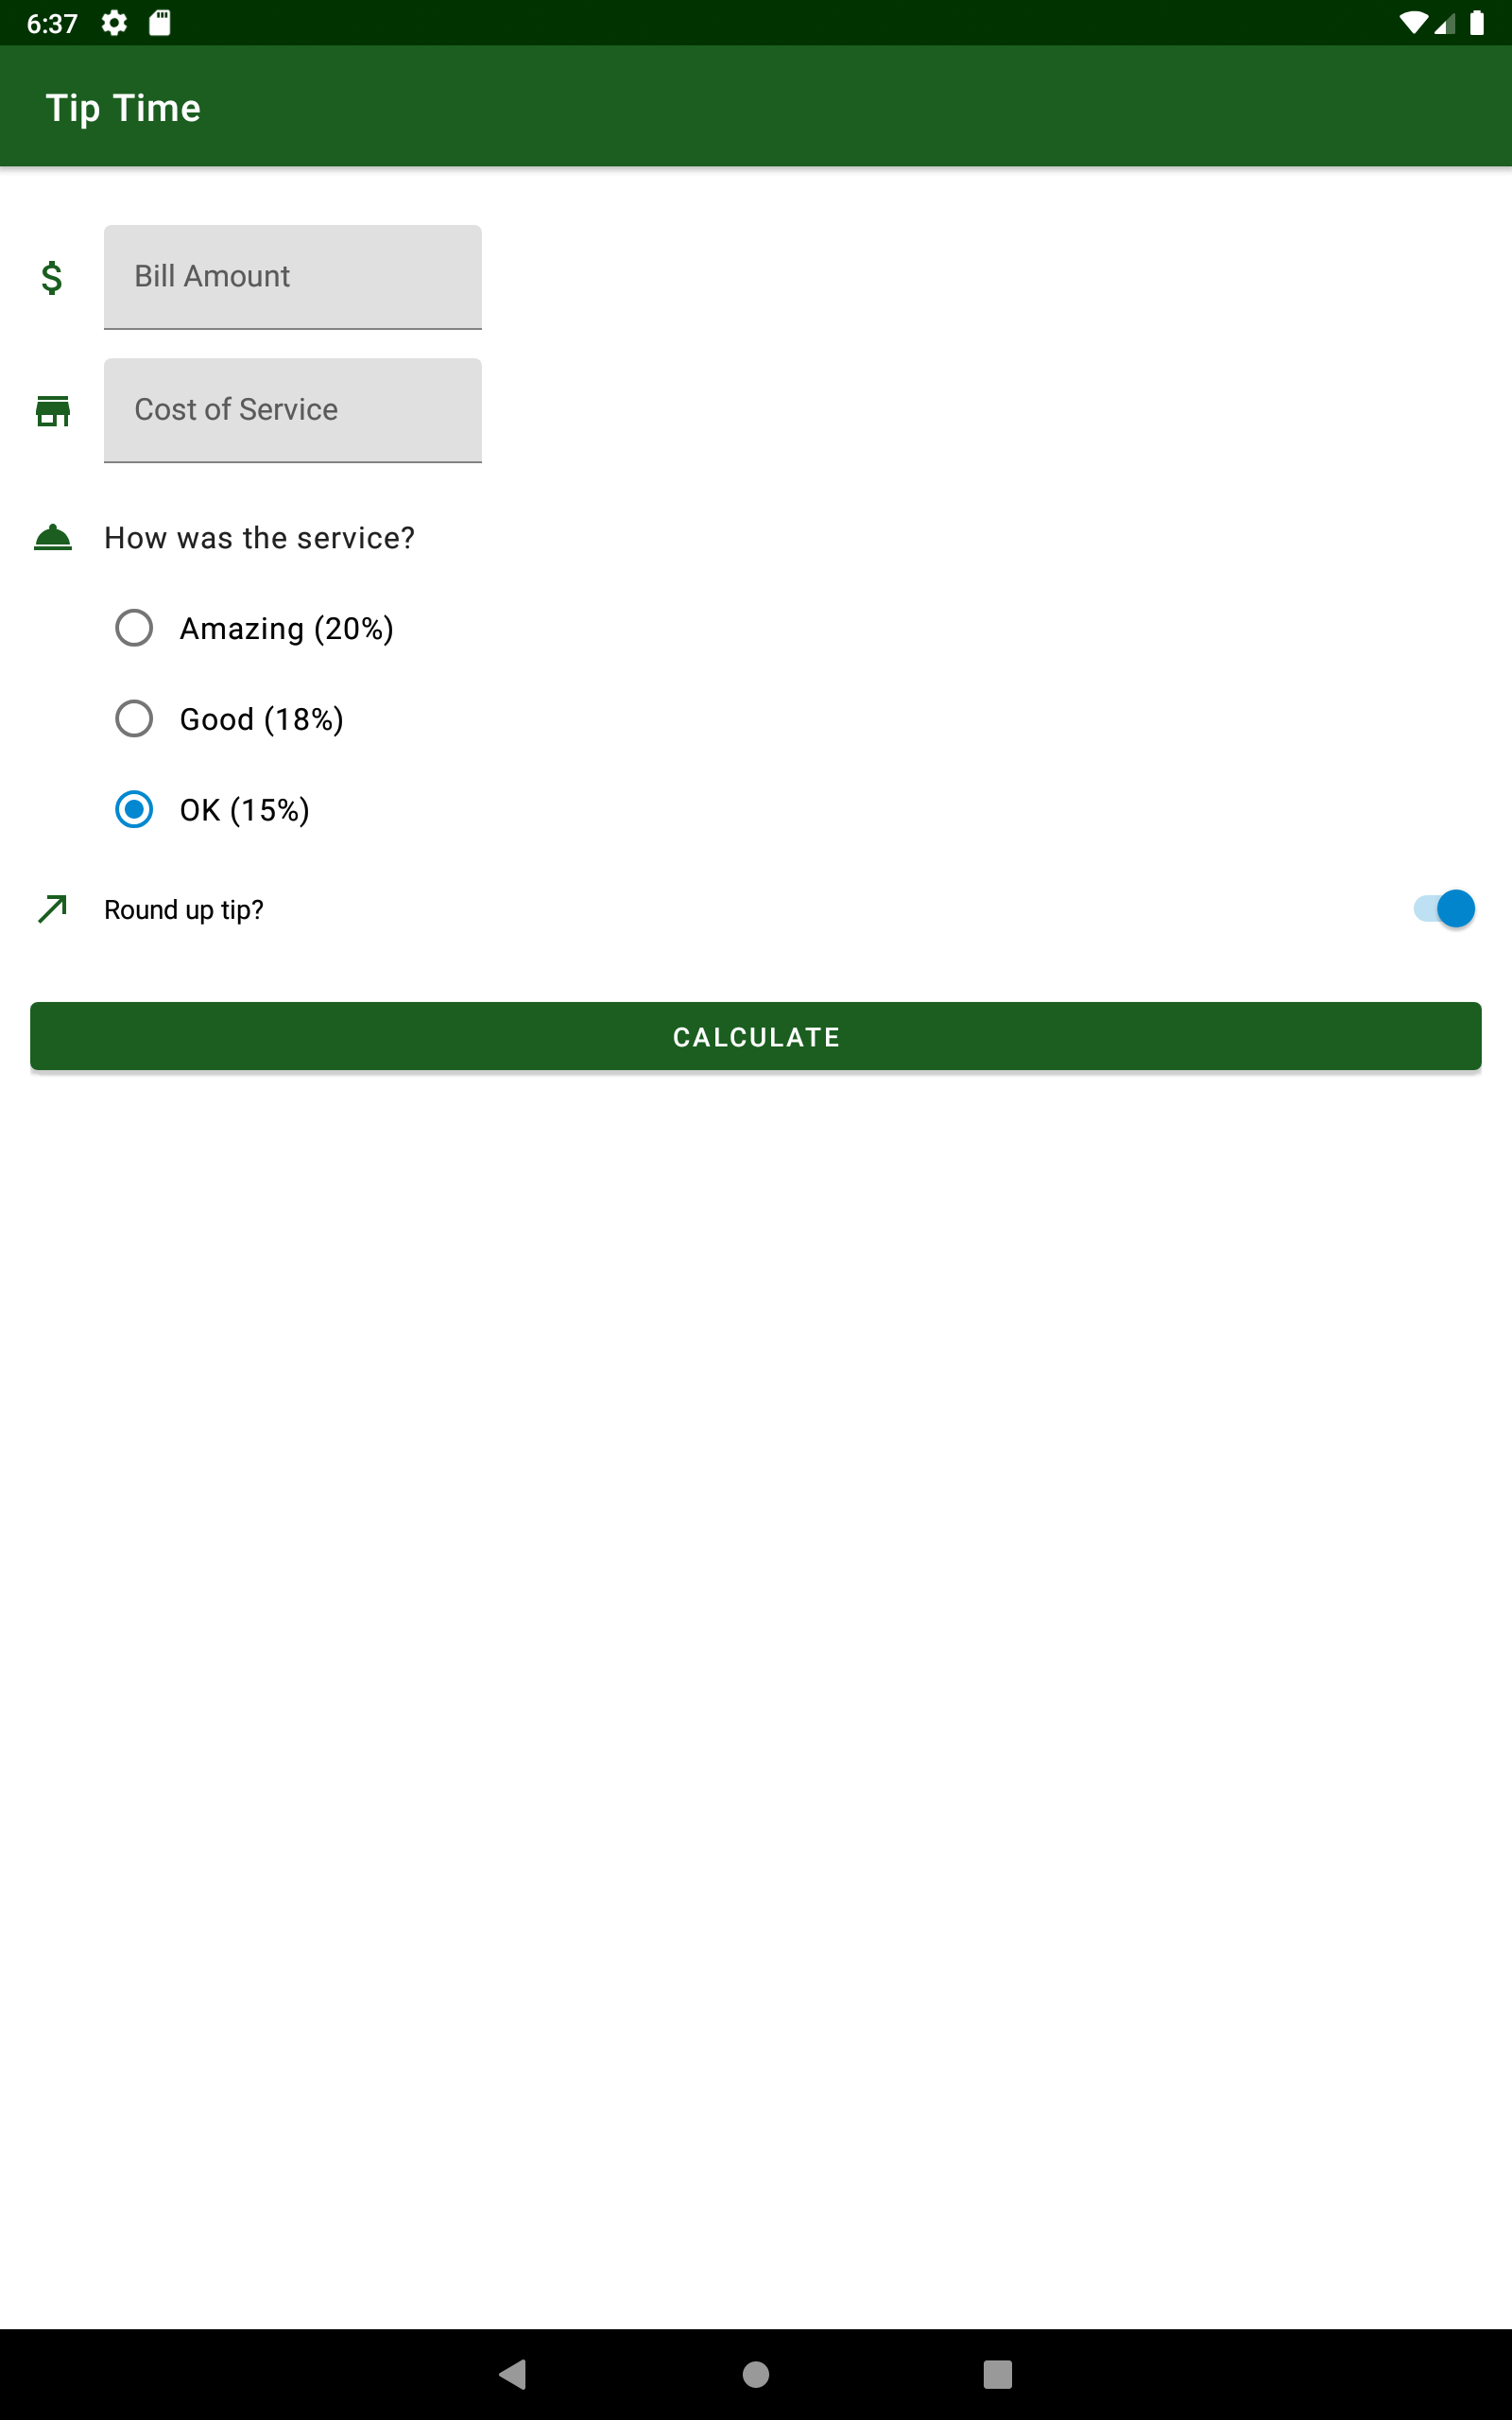 6:37
Tip Time
Bill Amount
Cost of Service
How was the service?
Amazing (20%)
Good (18%)
OK (15%)
Round up tip?
CALCULATE